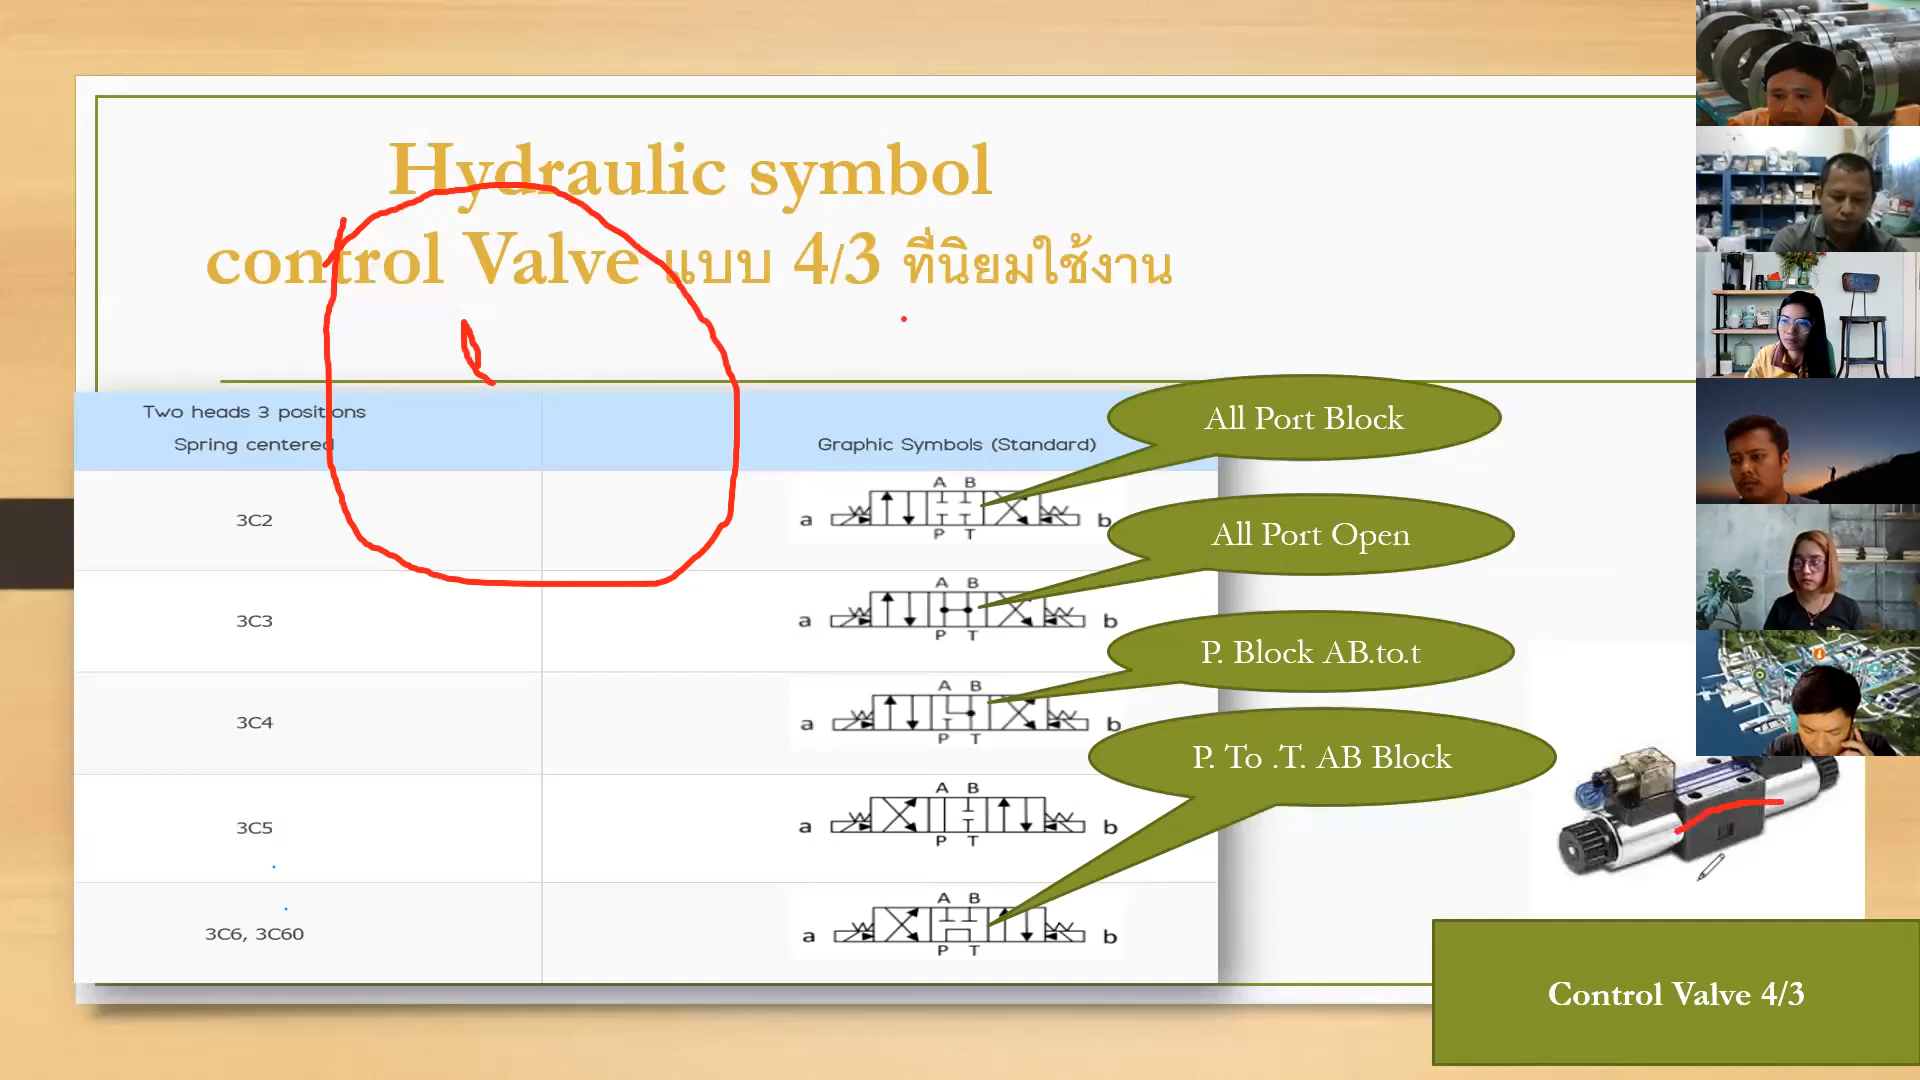 Hydraulic symbol
control Valve แบบ 4/3 ที่นิยมใช้งาน
Two heads 3 positions
Spring centered
Graphic Symbols (Standard)
All Port Block
3C2
A B
a b
P T
All Port Open
3C3
A B
a b
P T
P. Block AB.to.t
3C4
A B
a b
P T
P. To .T. AB Block
3C5
A B
a b
P T
3C6, 3C60
A B
a b
P T
Control Valve 4/3